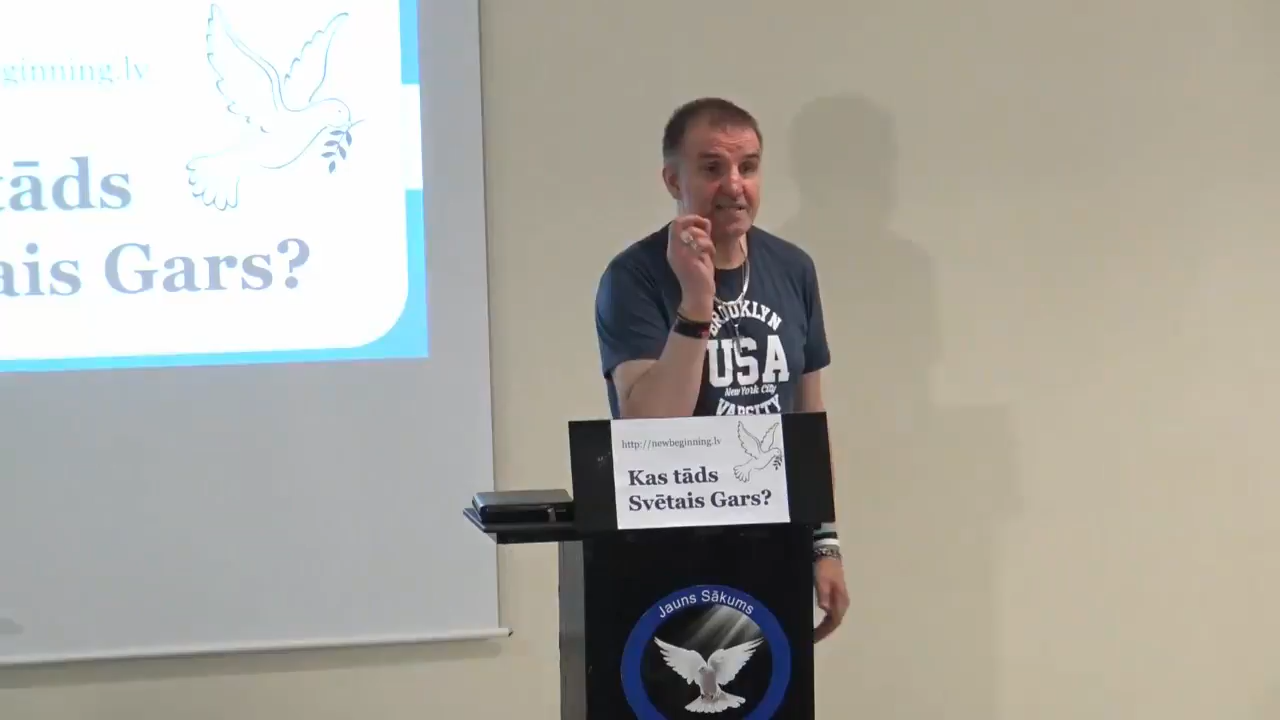 ginning.lv
tāds
ais Gars?
BROOKLYN
USA
New York City
VARSITY
http://newbeginning.lv
Kas tāds
Svētais Gars?
Jauns Sākums